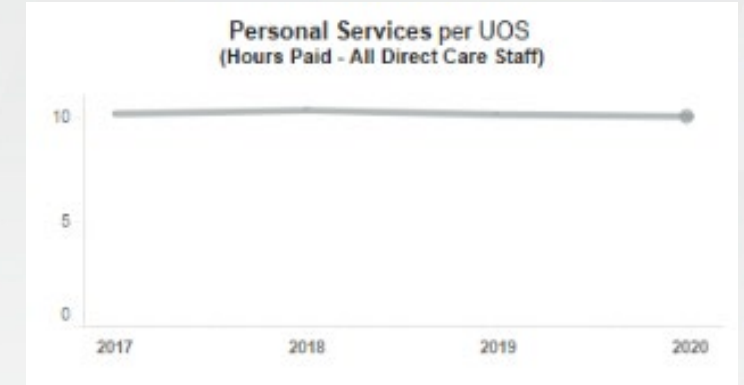 Personal Services per UOS
(Hours Paid - All Direct Care Staff)
10
5
0
2017 2018 2019 2020